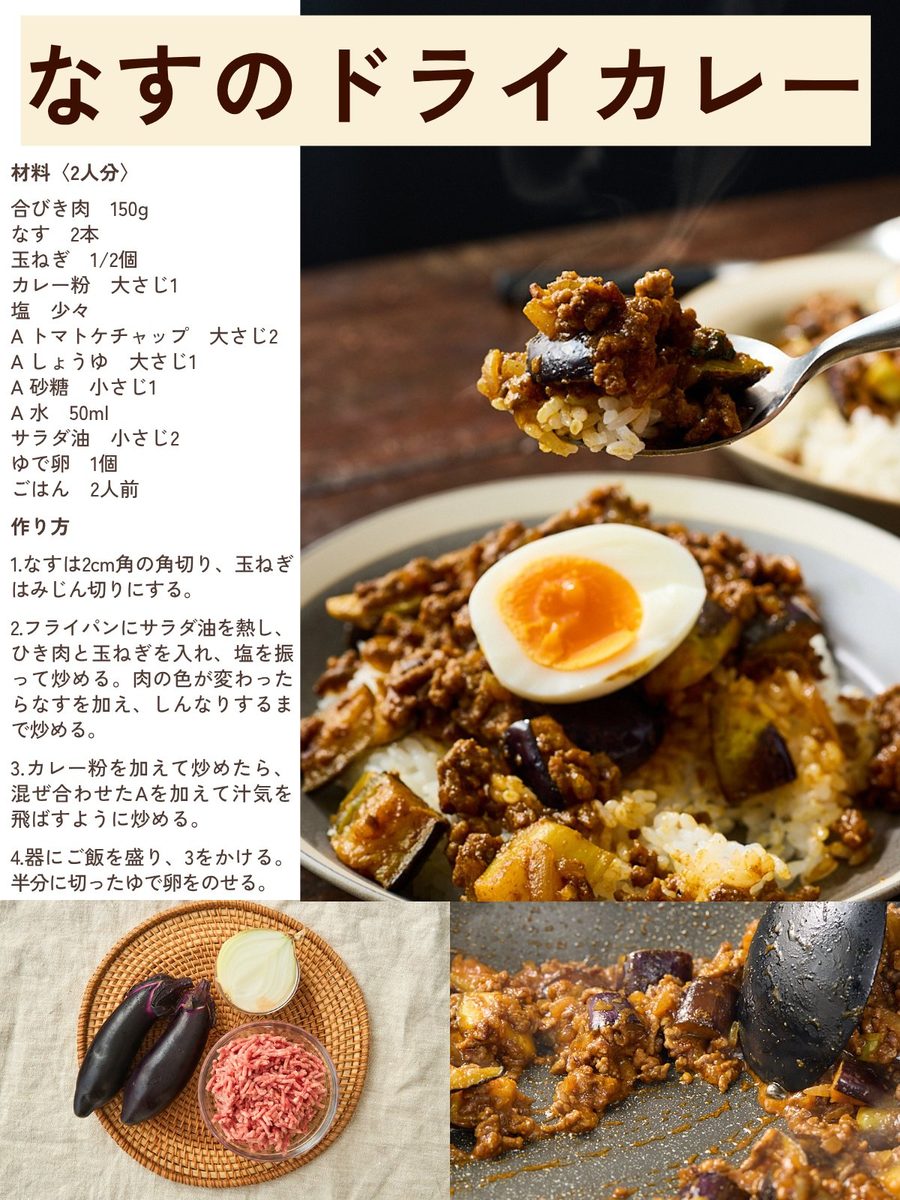 なすのドライカレー
材料〈2人分〉
合びき肉　150g
なす　2本
玉ねぎ　1/2個
カレー粉　大さじ1
塩　少々
A トマトケチャップ　大さじ2
A しょうゆ　大さじ1
A 砂糖　小さじ1
A 水　50ml
サラダ油　小さじ2
ゆで卵　1個
ごはん　2人前
作り方
1.なすは2cm角の角切り、玉ねぎ
はみじん切りにする。
2.フライパンにサラダ油を熱し、
ひき肉と玉ねぎを入れ、塩を振
って炒める。肉の色が変わった
らなすを加え、しんなりするま
で炒める。
3.カレー粉を加えて炒めたら、
混ぜ合わせたAを加えて汁気を
飛ばすように炒める。
4.器にご飯を盛り、3をかける。
半分に切ったゆで卵をのせる。